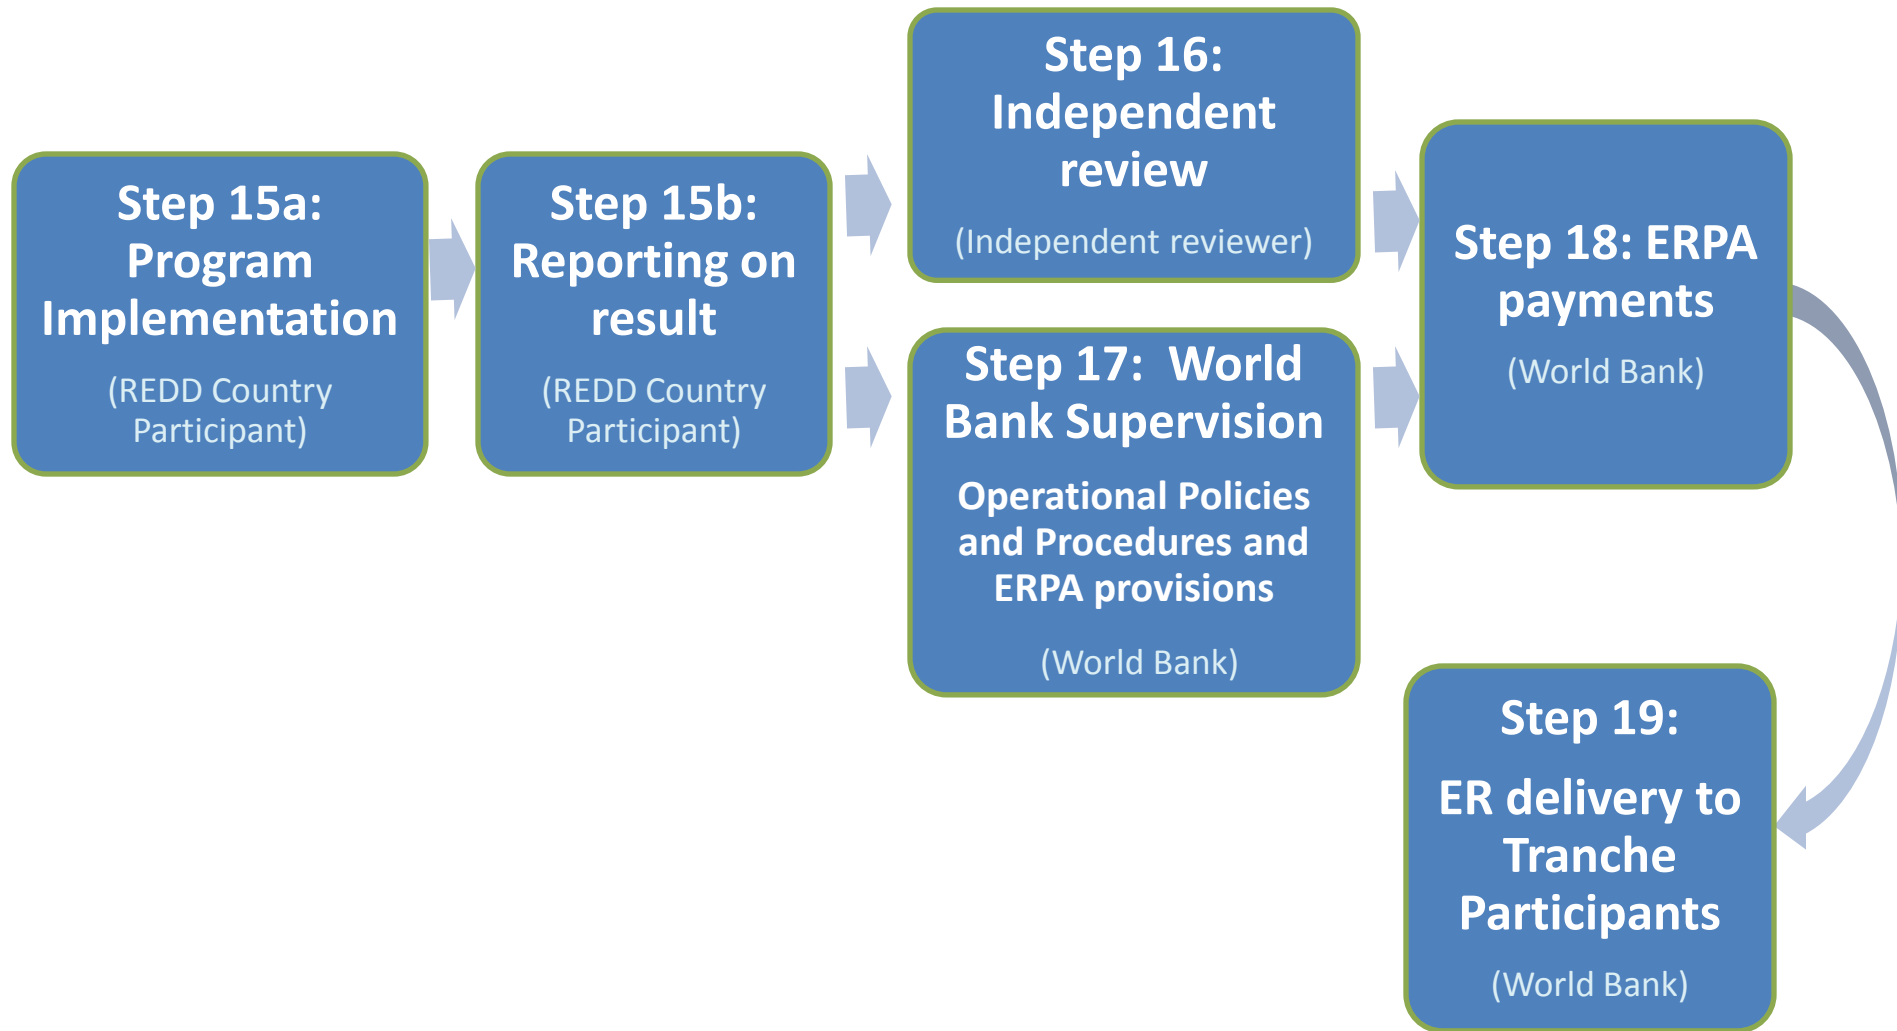 Step 15a:
Program
Implementation
(REDD Country
Participant)
Step 15b:
Reporting on
result
(REDD Country
Participant)
Step 16:
Independent
review
(Independent reviewer)
Step 17:  World
Bank Supervision
Operational Policies
and Procedures and
ERPA provisions
(World Bank)
Step 18: ERPA
payments
(World Bank)
Step 19:
ER delivery to
Tranche
Participants
(World Bank)